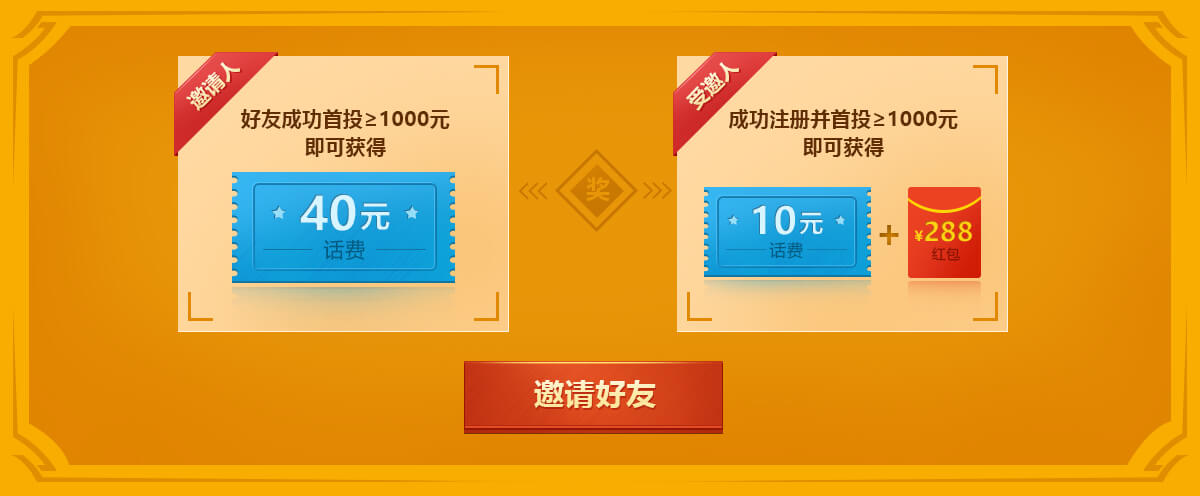 邀请人
好友成功首投≥1000元
即可获得
40元
话费
奖
受邀人
成功注册并首投≥1000元
即可获得
10元
话费
+
¥288
红包
邀请好友